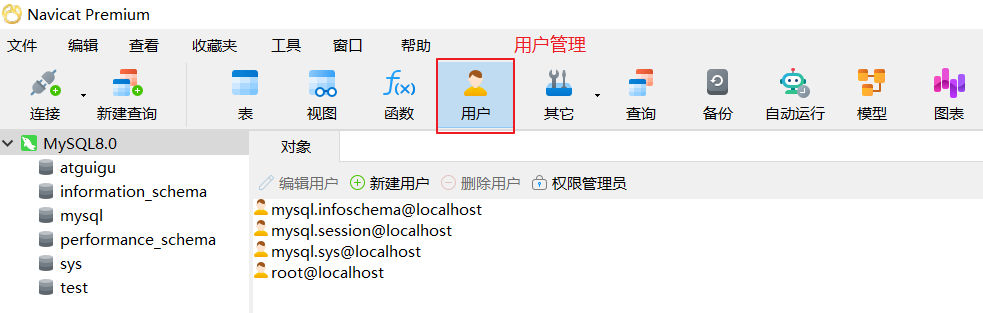 Navicat Premium
文件 编辑 查看 收藏夹 工具 窗口 帮助 用户管理
连接 新建查询 表 视图 f(x) 函数 用户 其它 查询 备份 自动运行 模型 图表
MySQL8.0 对象
atguigu 编辑用户 新建用户 删除用户 权限管理员
information_schema mysql.infoschema@localhost
mysql mysql.session@localhost
performance_schema mysql.sys@localhost
sys root@localhost
test